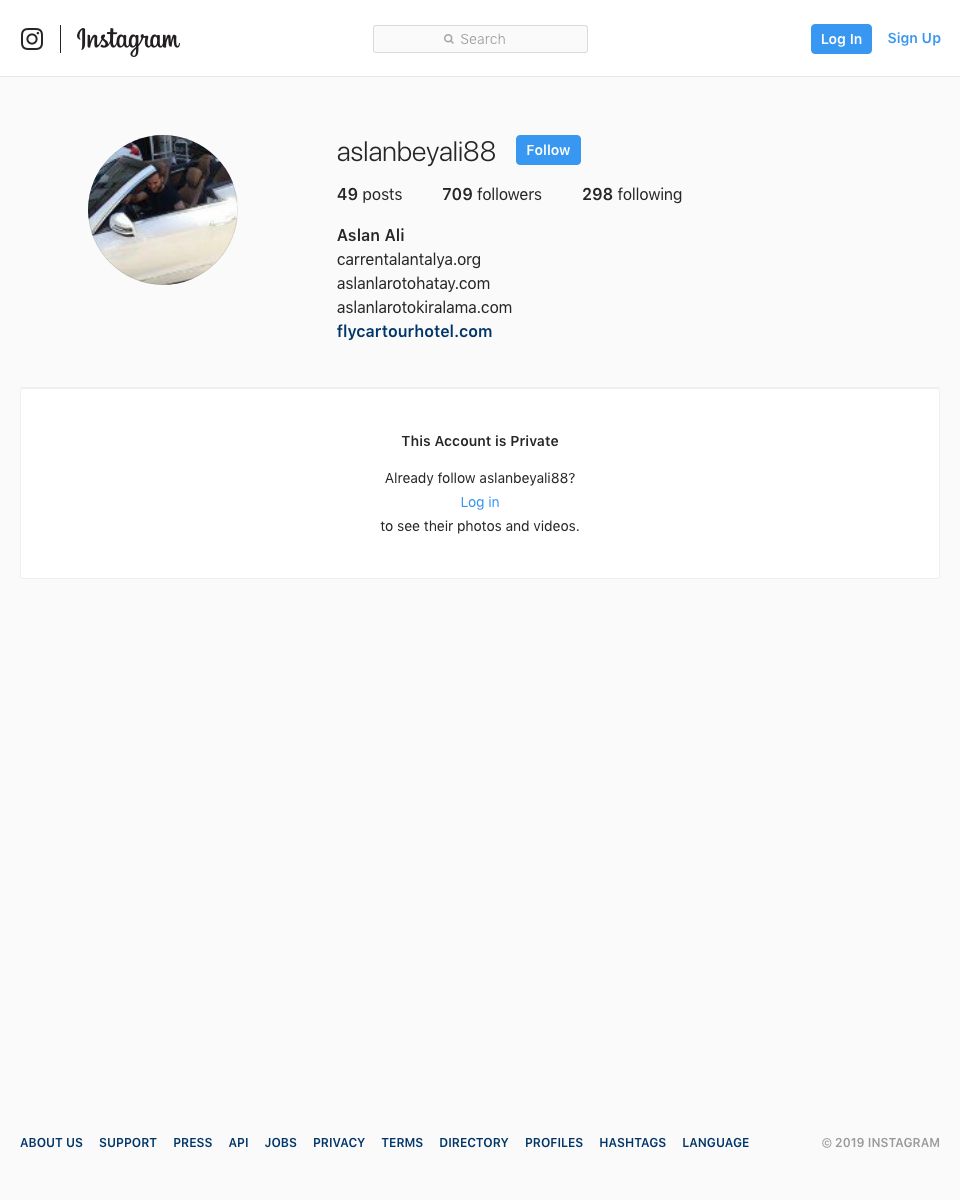 Instagram
Search
Log In
Sign Up
aslanbeyali88
Follow
49 posts 709 followers 298 following
Aslan Ali
carrentalantalya.org
aslanlarotohatay.com
aslanlarotokiralama.com
flycartourhotel.com
This Account is Private
Already follow aslanbeyali88?
Log in
to see their photos and videos.
ABOUT US SUPPORT PRESS API JOBS PRIVACY TERMS DIRECTORY PROFILES HASHTAGS LANGUAGE © 2019 INSTAGRAM